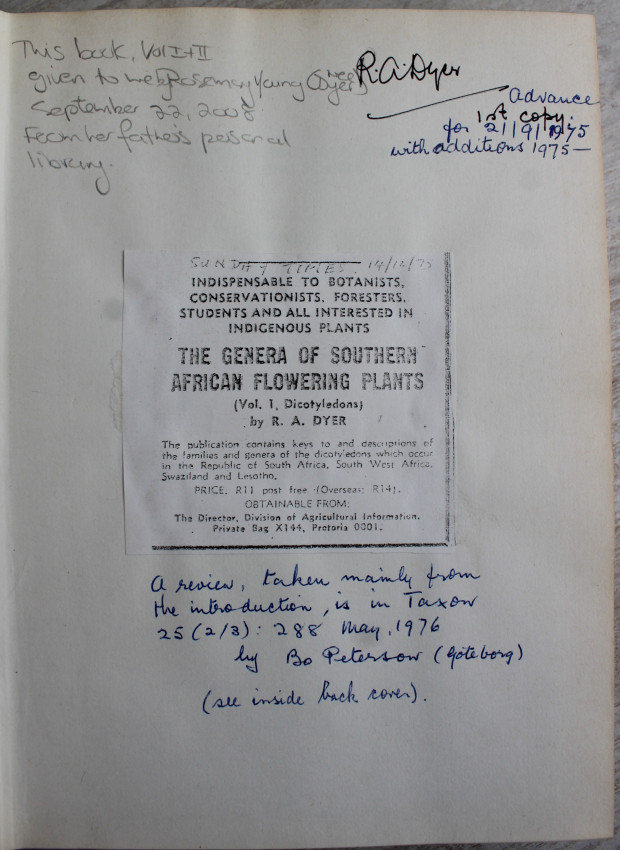 This book, Vol I + II
given to me by Rosemary Young (née Dyer)
September 22, 2008
From her father's personal
library.
R.A. Dyer
Advance
1st copy.
for 2/9/1975
with additions 1975—
SUNDAY TIMES. 14/12/75
INDISPENSABLE TO BOTANISTS,
CONSERVATIONISTS, FORESTERS,
STUDENTS AND ALL INTERESTED IN
INDIGENOUS PLANTS
THE GENERA OF SOUTHERN
AFRICAN FLOWERING PLANTS
(Vol. 1, Dicotyledons)
by R. A. DYER
The publication contains keys to and descriptions of
the families and genera of the dicotyledons which occur
in the Republic of South Africa, South West Africa,
Swaziland and Lesotho.
PRICE: R11 post free (Overseas: R14).
OBTAINABLE FROM:
The Director, Division of Agricultural Information,
Private Bag X144, Pretoria 0001.
A review, taken mainly from
the introduction, is in Taxon
25 (2/3): 288 May, 1976
by Bo Peterson (Göteborg)
(see inside back cover).